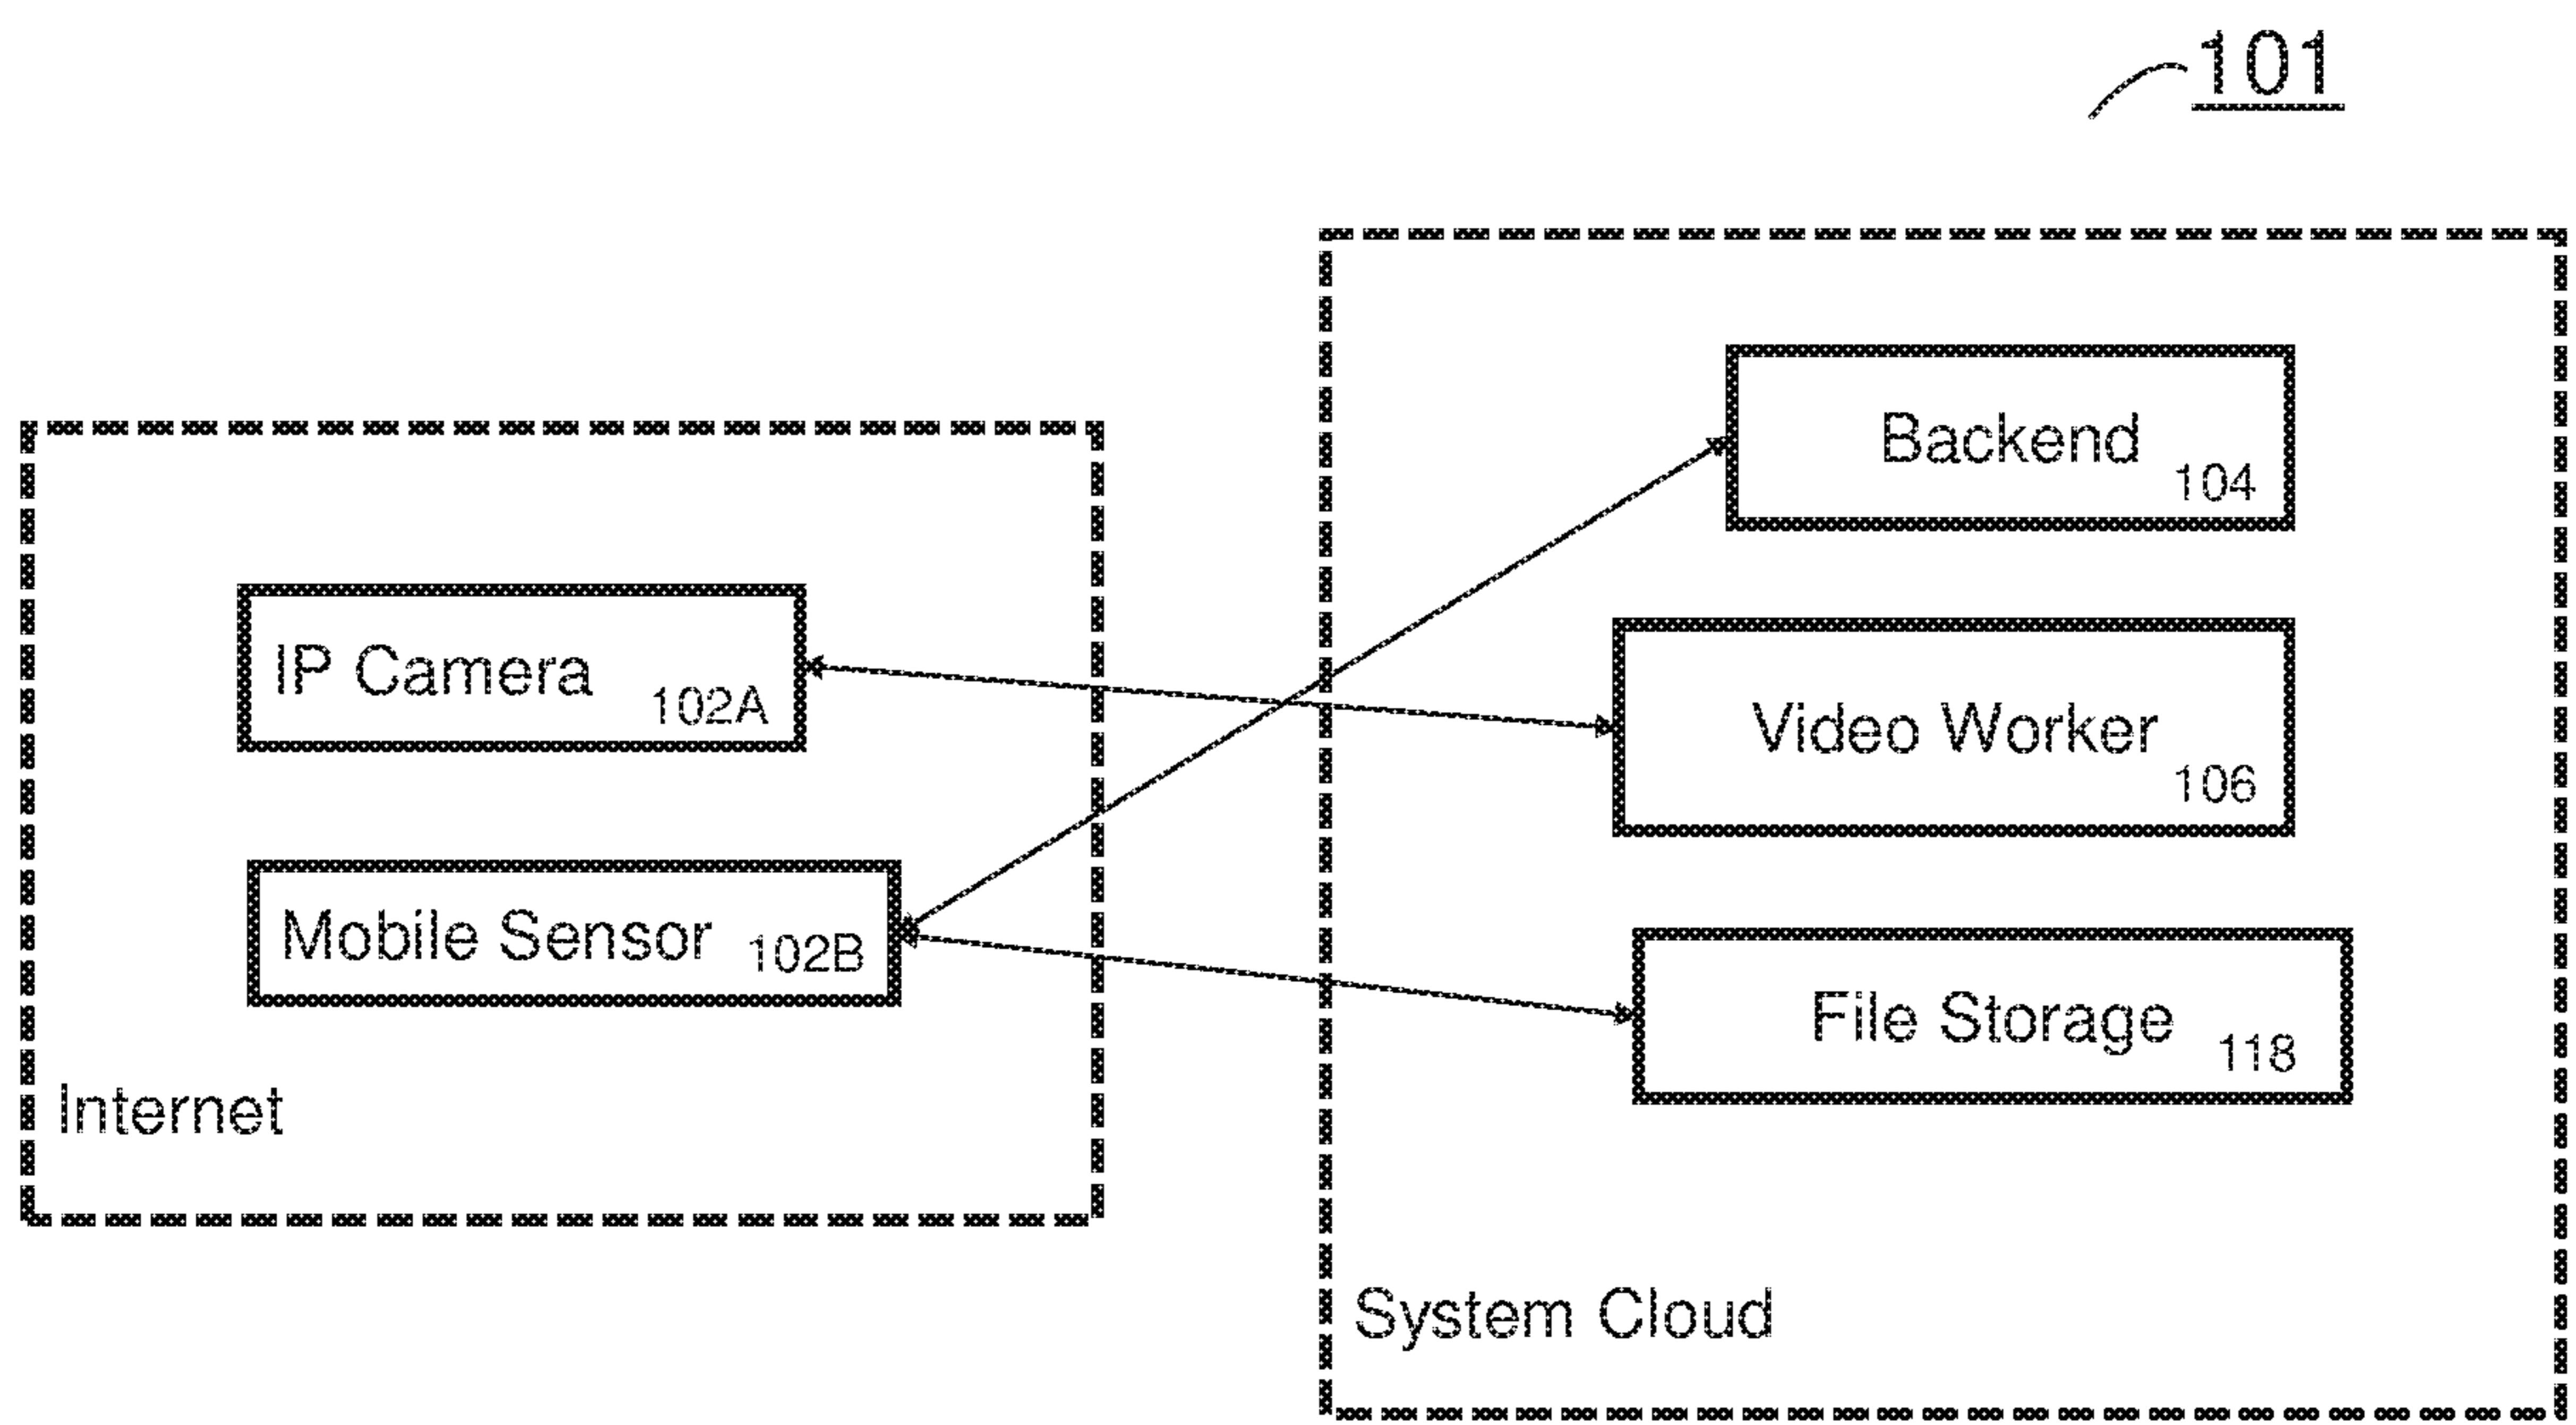 101
Backend
104
IP Camera
102A
Video Worker
106
Mobile Sensor 102B
File Storage
118
Internet
System Cloud